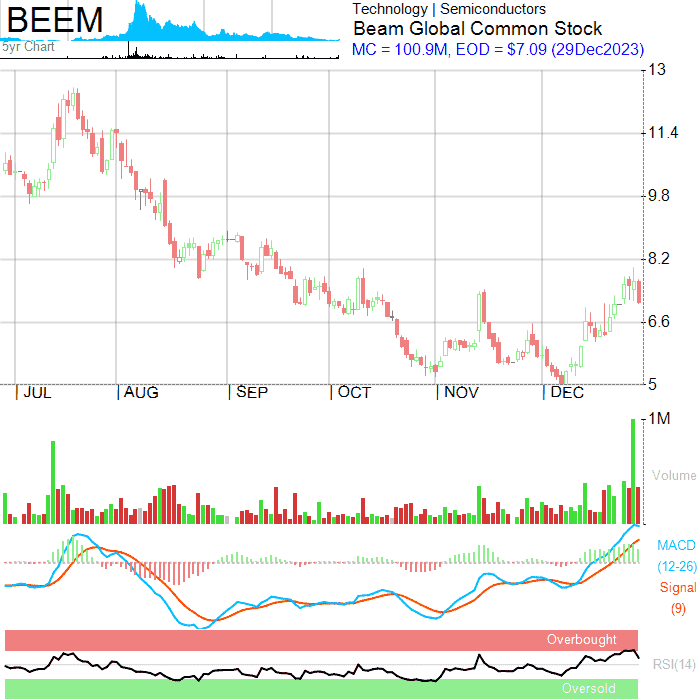 BEEM
5yr Chart
Technology | Semiconductors
Beam Global Common Stock
MC = 100.9M, EOD = $7.09 (29Dec2023)
13
11.4
9.8
8.2
6.6
5
JUL AUG SEP OCT NOV DEC
1M
Volume
MACD
(12-26)
Signal
(9)
Overbought
RSI(14)
Oversold